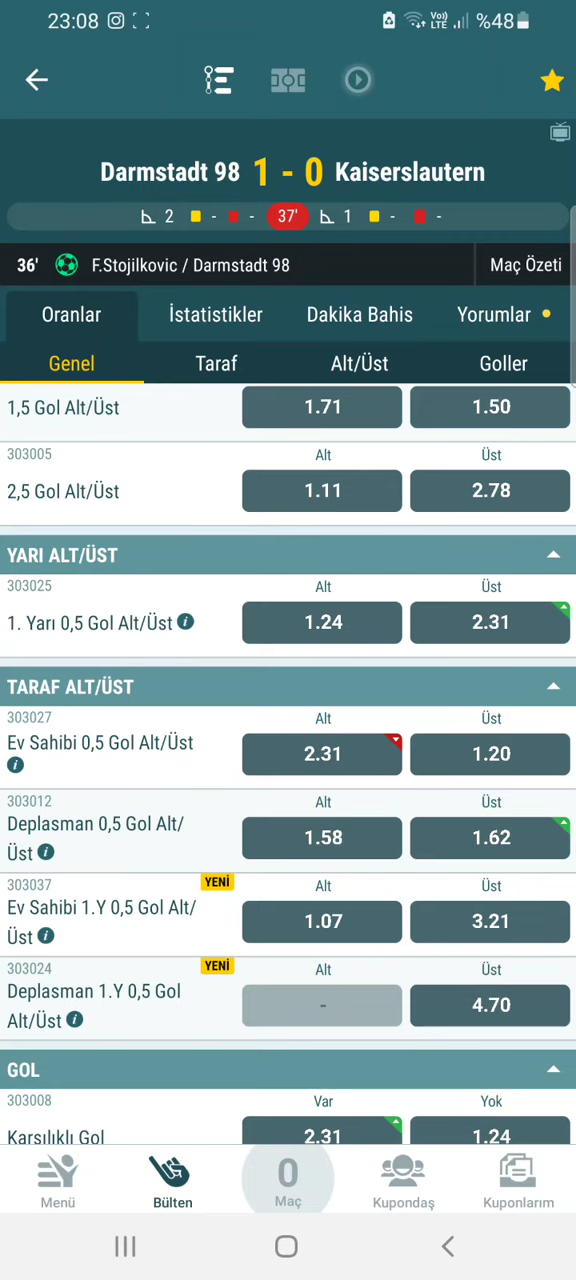 23:08 Vo)) LTE %48
Darmstadt 98 1 - 0 Kaiserslautern
2 - - 37' 1 - -
36' F.Stojilkovic / Darmstadt 98 Maç Özeti
Oranlar İstatistikler Dakika Bahis Yorumlar
Genel Taraf Alt/Üst Goller
1,5 Gol Alt/Üst 1.71 1.50
303005 Alt Üst
2,5 Gol Alt/Üst 1.11 2.78
YARI ALT/ÜST
303025 Alt Üst
1. Yarı 0,5 Gol Alt/Üst i 1.24 2.31
TARAF ALT/ÜST
303027 Alt Üst
Ev Sahibi 0,5 Gol Alt/Üst i 2.31 1.20
303012 Alt Üst
Deplasman 0,5 Gol Alt/
Üst i 1.58 1.62
303037 YENİ Alt Üst
Ev Sahibi 1.Y 0,5 Gol Alt/
Üst i 1.07 3.21
303024 YENİ Alt Üst
Deplasman 1.Y 0,5 Gol
Alt/Üst i - 4.70
GOL
303008 Var Yok
Karşılıklı Gol 2.31 1.24
0
Menü Bülten Maç Kupondaş Kuponlarım